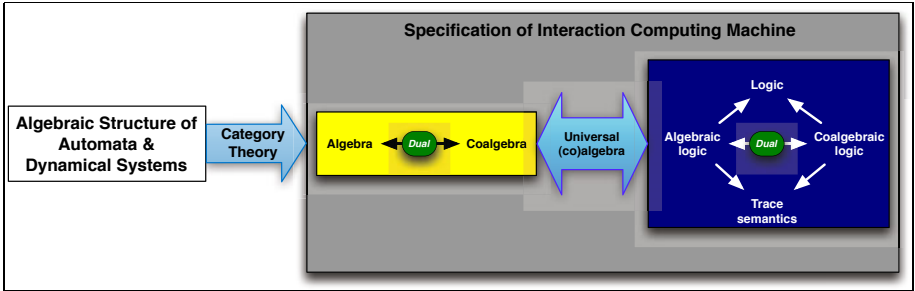 Specification of Interaction Computing Machine
Algebraic Structure of
Automata &
Dynamical Systems
Category
Theory
Algebra
Dual
Coalgebra
Universal
(co)algebra
Logic
Algebraic
logic
Dual
Coalgebraic
logic
Trace
semantics